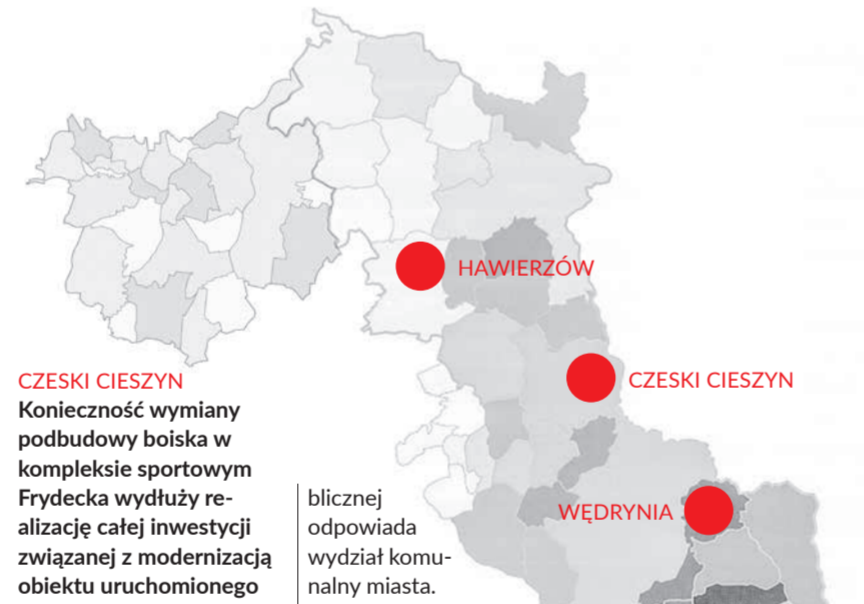 HAWIERZÓW
CZESKI CIESZYN
WĘDRYNIA
CZESKI CIESZYN
Konieczność wymiany
podbudowy boiska w
kompleksie sportowym
Frydecka wydłuży re-
alizację całej inwestycji
związanej z modernizacją
obiektu uruchomionego
blicznej
odpowiada
wydział komu-
nalny miasta.